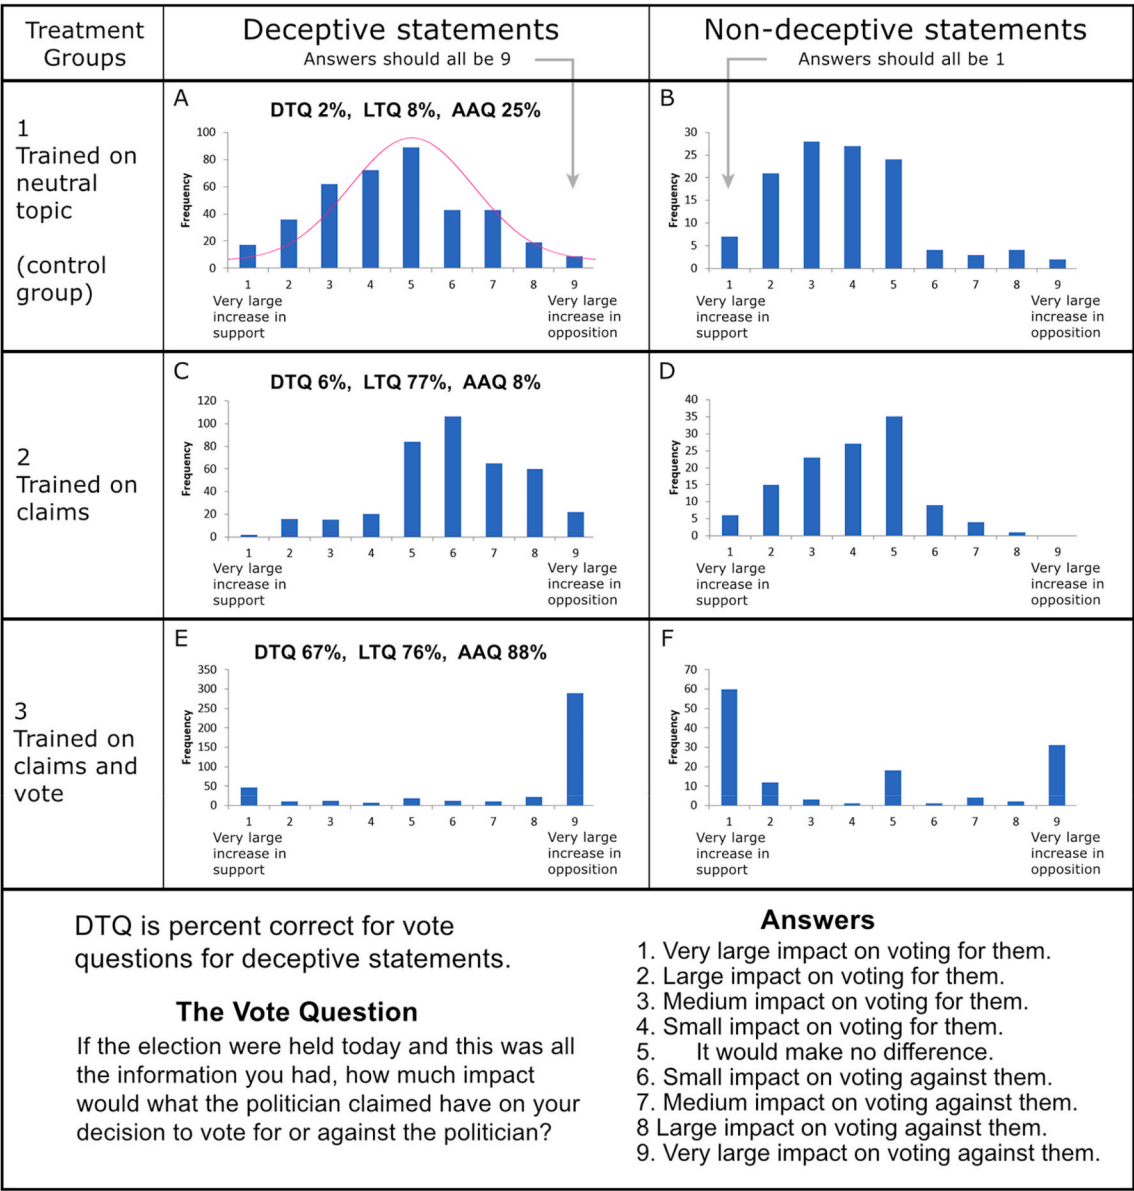 Treatment
Groups
Deceptive statements
Answers should all be 9
Non-deceptive statements
Answers should all be 1
1
Trained on
neutral
topic
(control
group)
A
DTQ 2%, LTQ 8%, AAQ 25%
Frequency
100
80
60
40
20
0
1 2 3 4 5 6 7 8 9
Very large
increase in
support
Very large
increase in
opposition
B
Frequency
30
25
20
15
10
5
0
1 2 3 4 5 6 7 8 9
Very large
increase in
support
Very large
increase in
opposition
2
Trained on
claims
C
DTQ 6%, LTQ 77%, AAQ 8%
Frequency
120
100
80
60
40
20
0
1 2 3 4 5 6 7 8 9
Very large
increase in
support
Very large
increase in
opposition
D
Frequency
40
35
30
25
20
15
10
5
0
1 2 3 4 5 6 7 8 9
Very large
increase in
support
Very large
increase in
opposition
3
Trained on
claims and
vote
E
DTQ 67%, LTQ 76%, AAQ 88%
Frequency
350
300
250
200
150
100
50
0
1 2 3 4 5 6 7 8 9
Very large
increase in
support
Very large
increase in
opposition
F
Frequency
70
60
50
40
30
20
10
0
1 2 3 4 5 6 7 8 9
Very large
increase in
support
Very large
increase in
opposition
DTQ is percent correct for vote
questions for deceptive statements.
The Vote Question
If the election were held today and this was all
the information you had, how much impact
would what the politician claimed have on your
decision to vote for or against the politician?
Answers
1. Very large impact on voting for them.
2. Large impact on voting for them.
3. Medium impact on voting for them.
4. Small impact on voting for them.
5. It would make no difference.
6. Small impact on voting against them.
7. Medium impact on voting against them.
8 Large impact on voting against them.
9. Very large impact on voting against them.